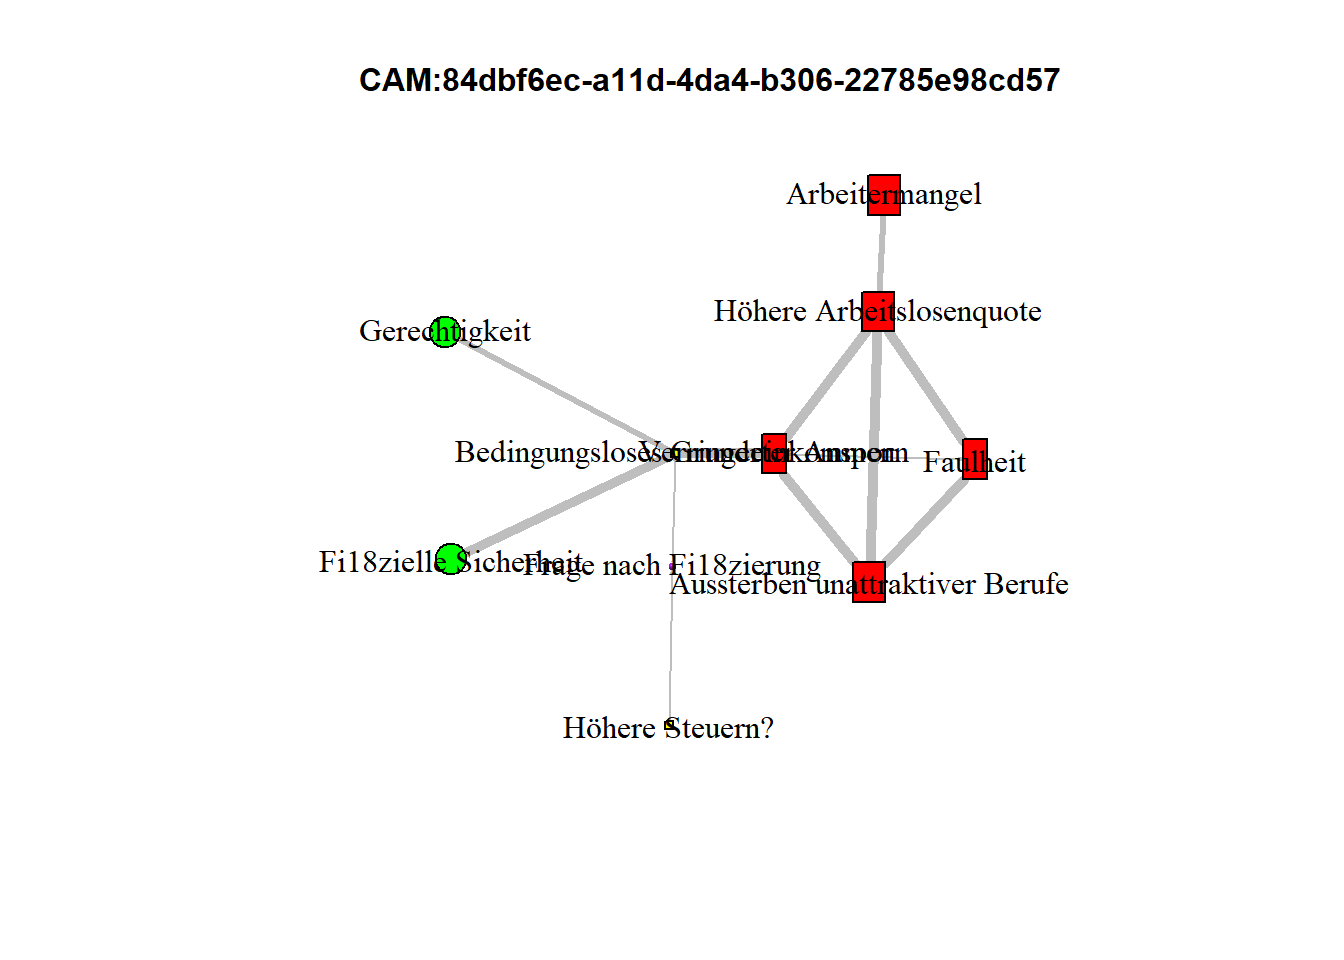 CAM:84dbf6ec-a11d-4da4-b306-22785e98cd57
Arbeitermangel
Höhere Arbeitslosenquote
Gerechtigkeit
Bedingungsloses Grundeinkommen
Verringerter Ansporn
Faulheit
Fi18zielle Sicherheit
Frage nach Fi18zierung
Aussterben unattraktiver Berufe
Höhere Steuern?